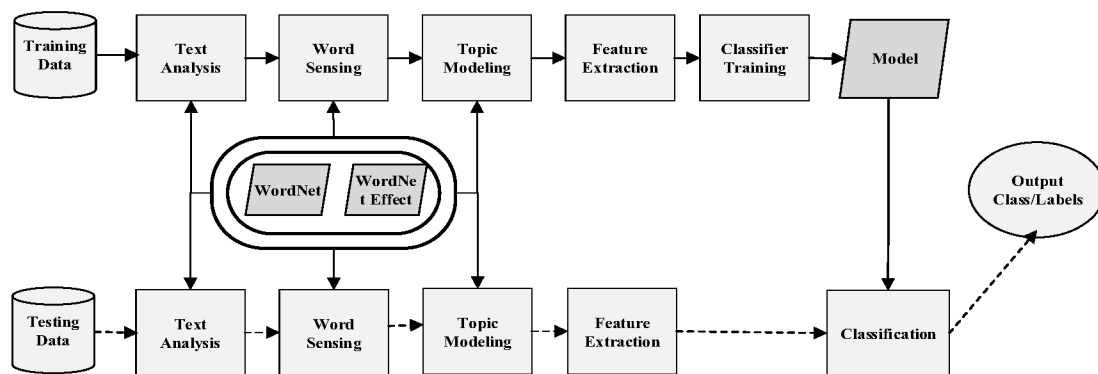 Training
Data
Text
Analysis
Word
Sensing
Topic
Modeling
Feature
Extraction
Classifier
Training
Model
WordNet
WordNe
t Effect
Output
Class/Labels
Testing
Data
Text
Analysis
Word
Sensing
Topic
Modeling
Feature
Extraction
Classification